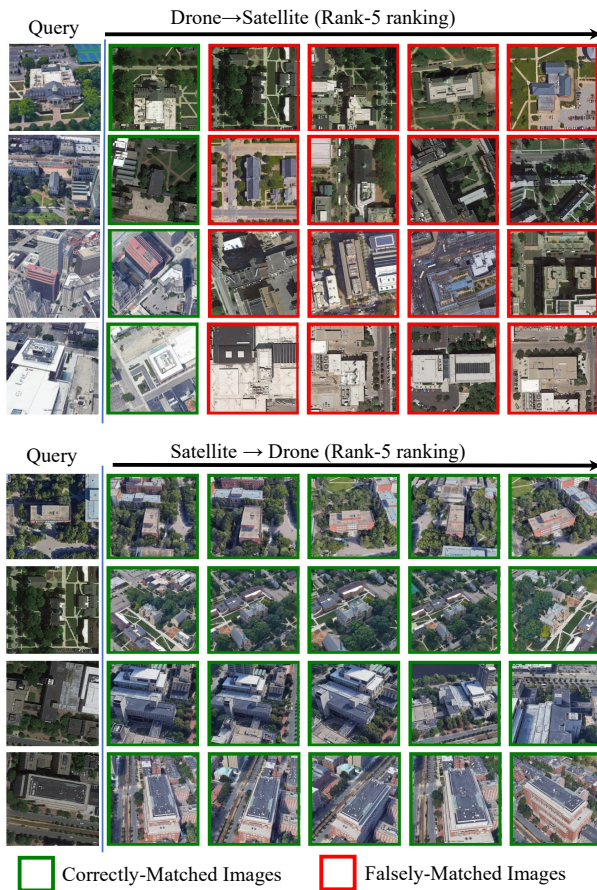 Drone→Satellite (Rank-5 ranking)
Query
Satellite → Drone (Rank-5 ranking)
Query
Correctly-Matched Images
Falsely-Matched Images